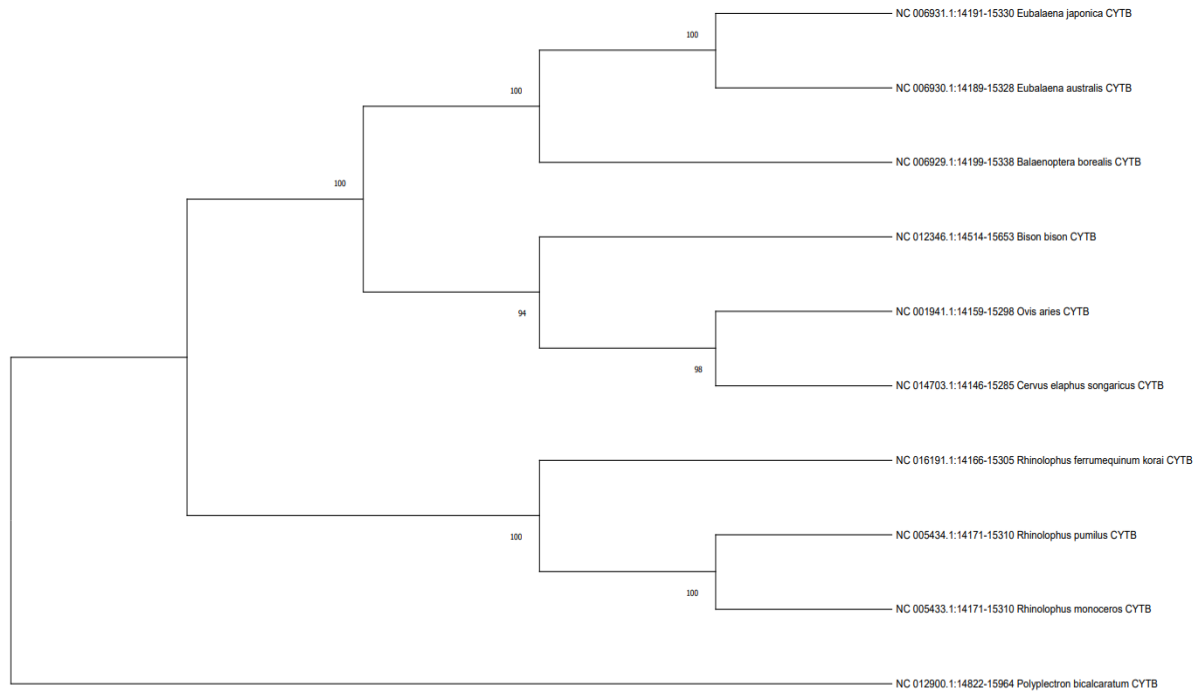 NC 006931.1:14191-15330 Eubalaena japonica CYTB
100
NC 006930.1:14189-15328 Eubalaena australis CYTB
100
NC 006929.1:14199-15338 Balaenoptera borealis CYTB
100
NC 012346.1:14514-15653 Bison bison CYTB
94
NC 001941.1:14159-15298 Ovis aries CYTB
98
NC 014703.1:14146-15285 Cervus elaphus songaricus CYTB
NC 016191.1:14166-15305 Rhinolophus ferrumequinum korai CYTB
100
NC 005434.1:14171-15310 Rhinolophus pumilus CYTB
100
NC 005433.1:14171-15310 Rhinolophus monoceros CYTB
NC 012900.1:14822-15964 Polyplectron bicalcaratum CYTB